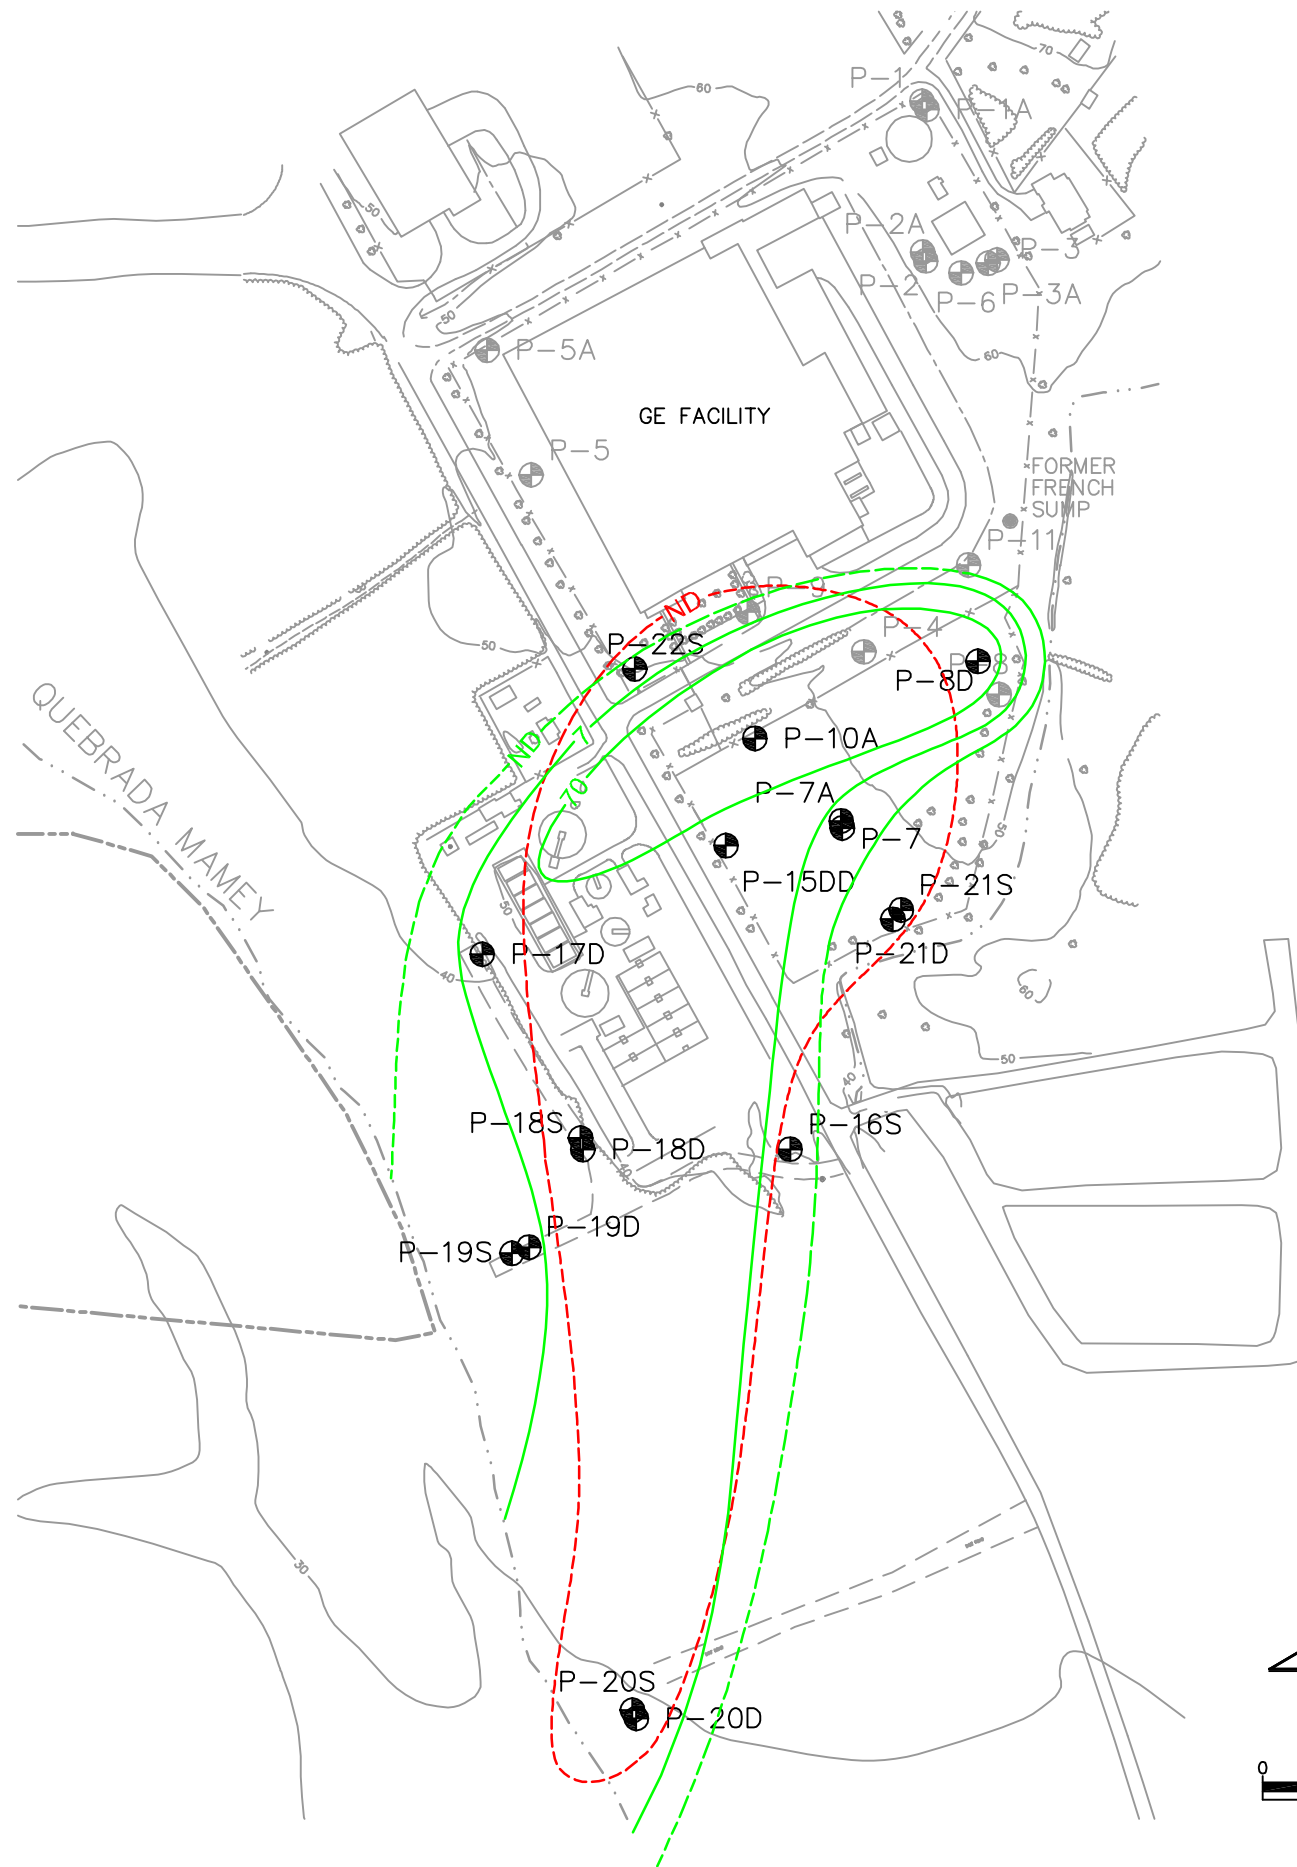 70
60
P-1
P-1A
50
P-2A
P-3
P-2
P-6
P-3A
50
60
P-5A
GE FACILITY
P-5
FORMER
FRENCH
SUMP
P-11
P-9
ND
P-4
50
P-22S
P-8
P-8D
QUEBRADA MAMEY
ND
7
P-10A
70
P-7A
50
P-7
P-15DD
P-21S
50
P-17D
P-21D
40
60
50
40
P-18S
P-16S
P-18D
40
P-19D
P-19S
30
P-20S
P-20D
0